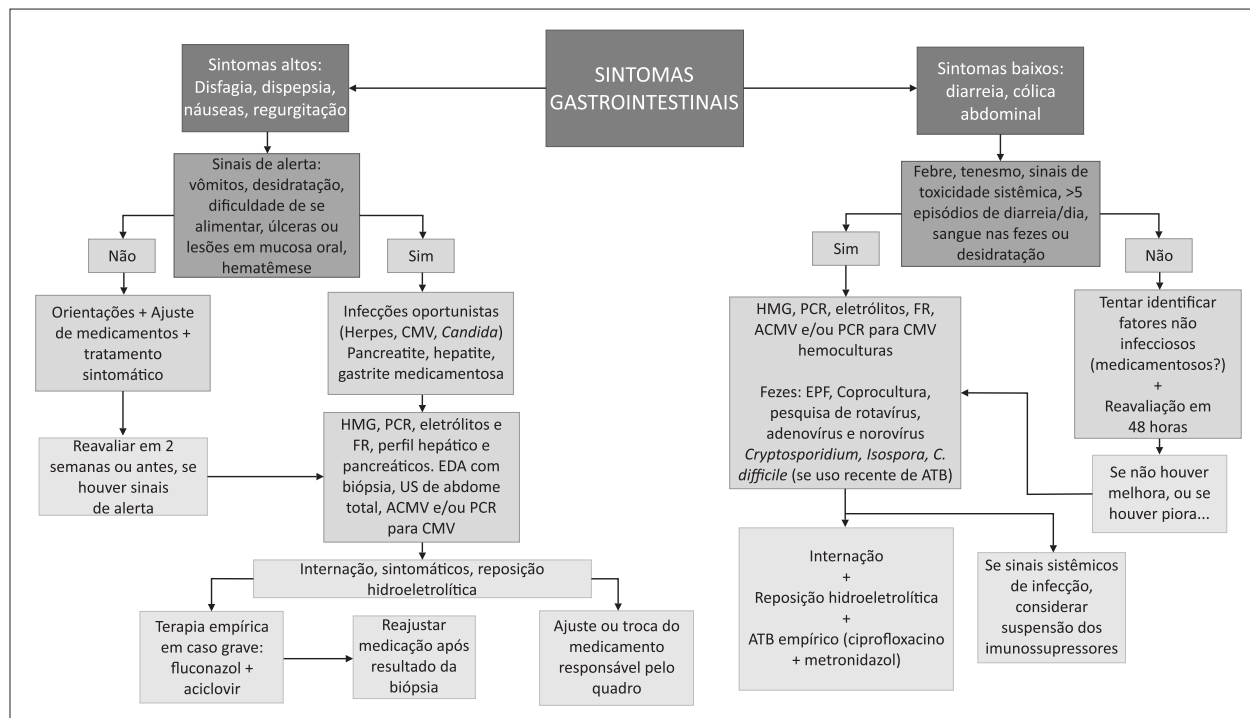 SINTOMAS
GASTROINTESTINAIS
Sintomas altos:
Disfagia, dispepsia,
náuseas, regurgitação
Sinais de alerta:
vômitos, desidratação,
dificuldade de se
alimentar, úlceras ou
lesões em mucosa oral,
hematêmese
Não
Sim
Orientações + Ajuste
de medicamentos +
tratamento
sintomático
Reavaliar em 2
semanas ou antes, se
houver sinais
de alerta
Infecções oportunistas
(Herpes, CMV, Candida)
Pancreatite, hepatite,
gastrite medicamentosa
HMG, PCR, eletrólitos e
FR, perfil hepático e
pancreáticos. EDA com
biópsia, US de abdome
total, ACMV e/ou PCR
para CMV
Internação, sintomáticos, reposição
hidroeletrolítica
Terapia empírica
em caso grave:
fluconazol +
aciclovir
Reajustar
medicação após
resultado da
biópsia
Ajuste ou troca do
medicamento
responsável pelo
quadro
Sintomas baixos:
diarreia, cólica
abdominal
Febre, tenesmo, sinais de
toxicidade sistêmica, >5
episódios de diarreia/dia,
sangue nas fezes ou
desidratação
Sim
Não
HMG, PCR, eletrólitos, FR,
ACMV e/ou PCR para CMV
hemoculturas
Fezes: EPF, Coprocultura,
pesquisa de rotavírus,
adenovírus e norovírus
Cryptosporidium, Isospora, C.
difficile (se uso recente de ATB)
Tentar identificar
fatores não
infecciosos
(medicamentosos?)
+
Reavaliação em
48 horas
Se não houver
melhora, ou se
houver piora...
Internação
+
Reposição hidroeletrolítica
+
ATB empírico (ciprofloxacino
+ metronidazol)
Se sinais sistêmicos
de infecção,
considerar
suspensão dos
imunossupressores